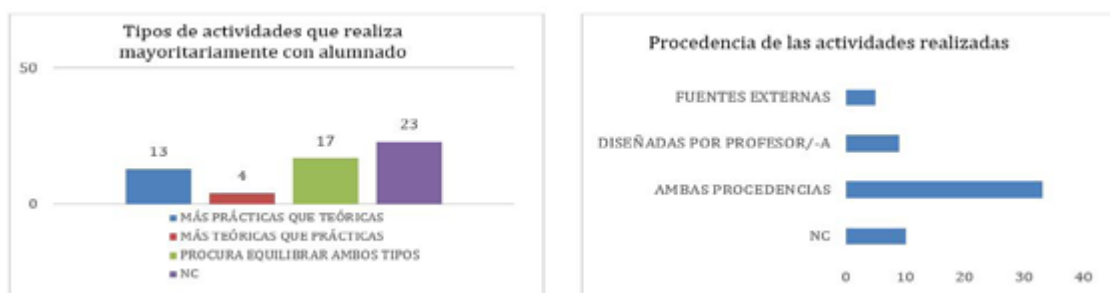 Tipos de actividades que realiza
mayoritariamente con alumnado
50
23
17
13
4
0
MÁS PRÁCTICAS QUE TEÓRICAS
MÁS TEÓRICAS QUE PRÁCTICAS
PROCURA EQUILIBRAR AMBOS TIPOS
NC
Procedencia de las actividades realizadas
FUENTES EXTERNAS
DISEÑADAS POR PROFESOR/-A
AMBAS PROCEDENCIAS
NC
0 10 20 30 40